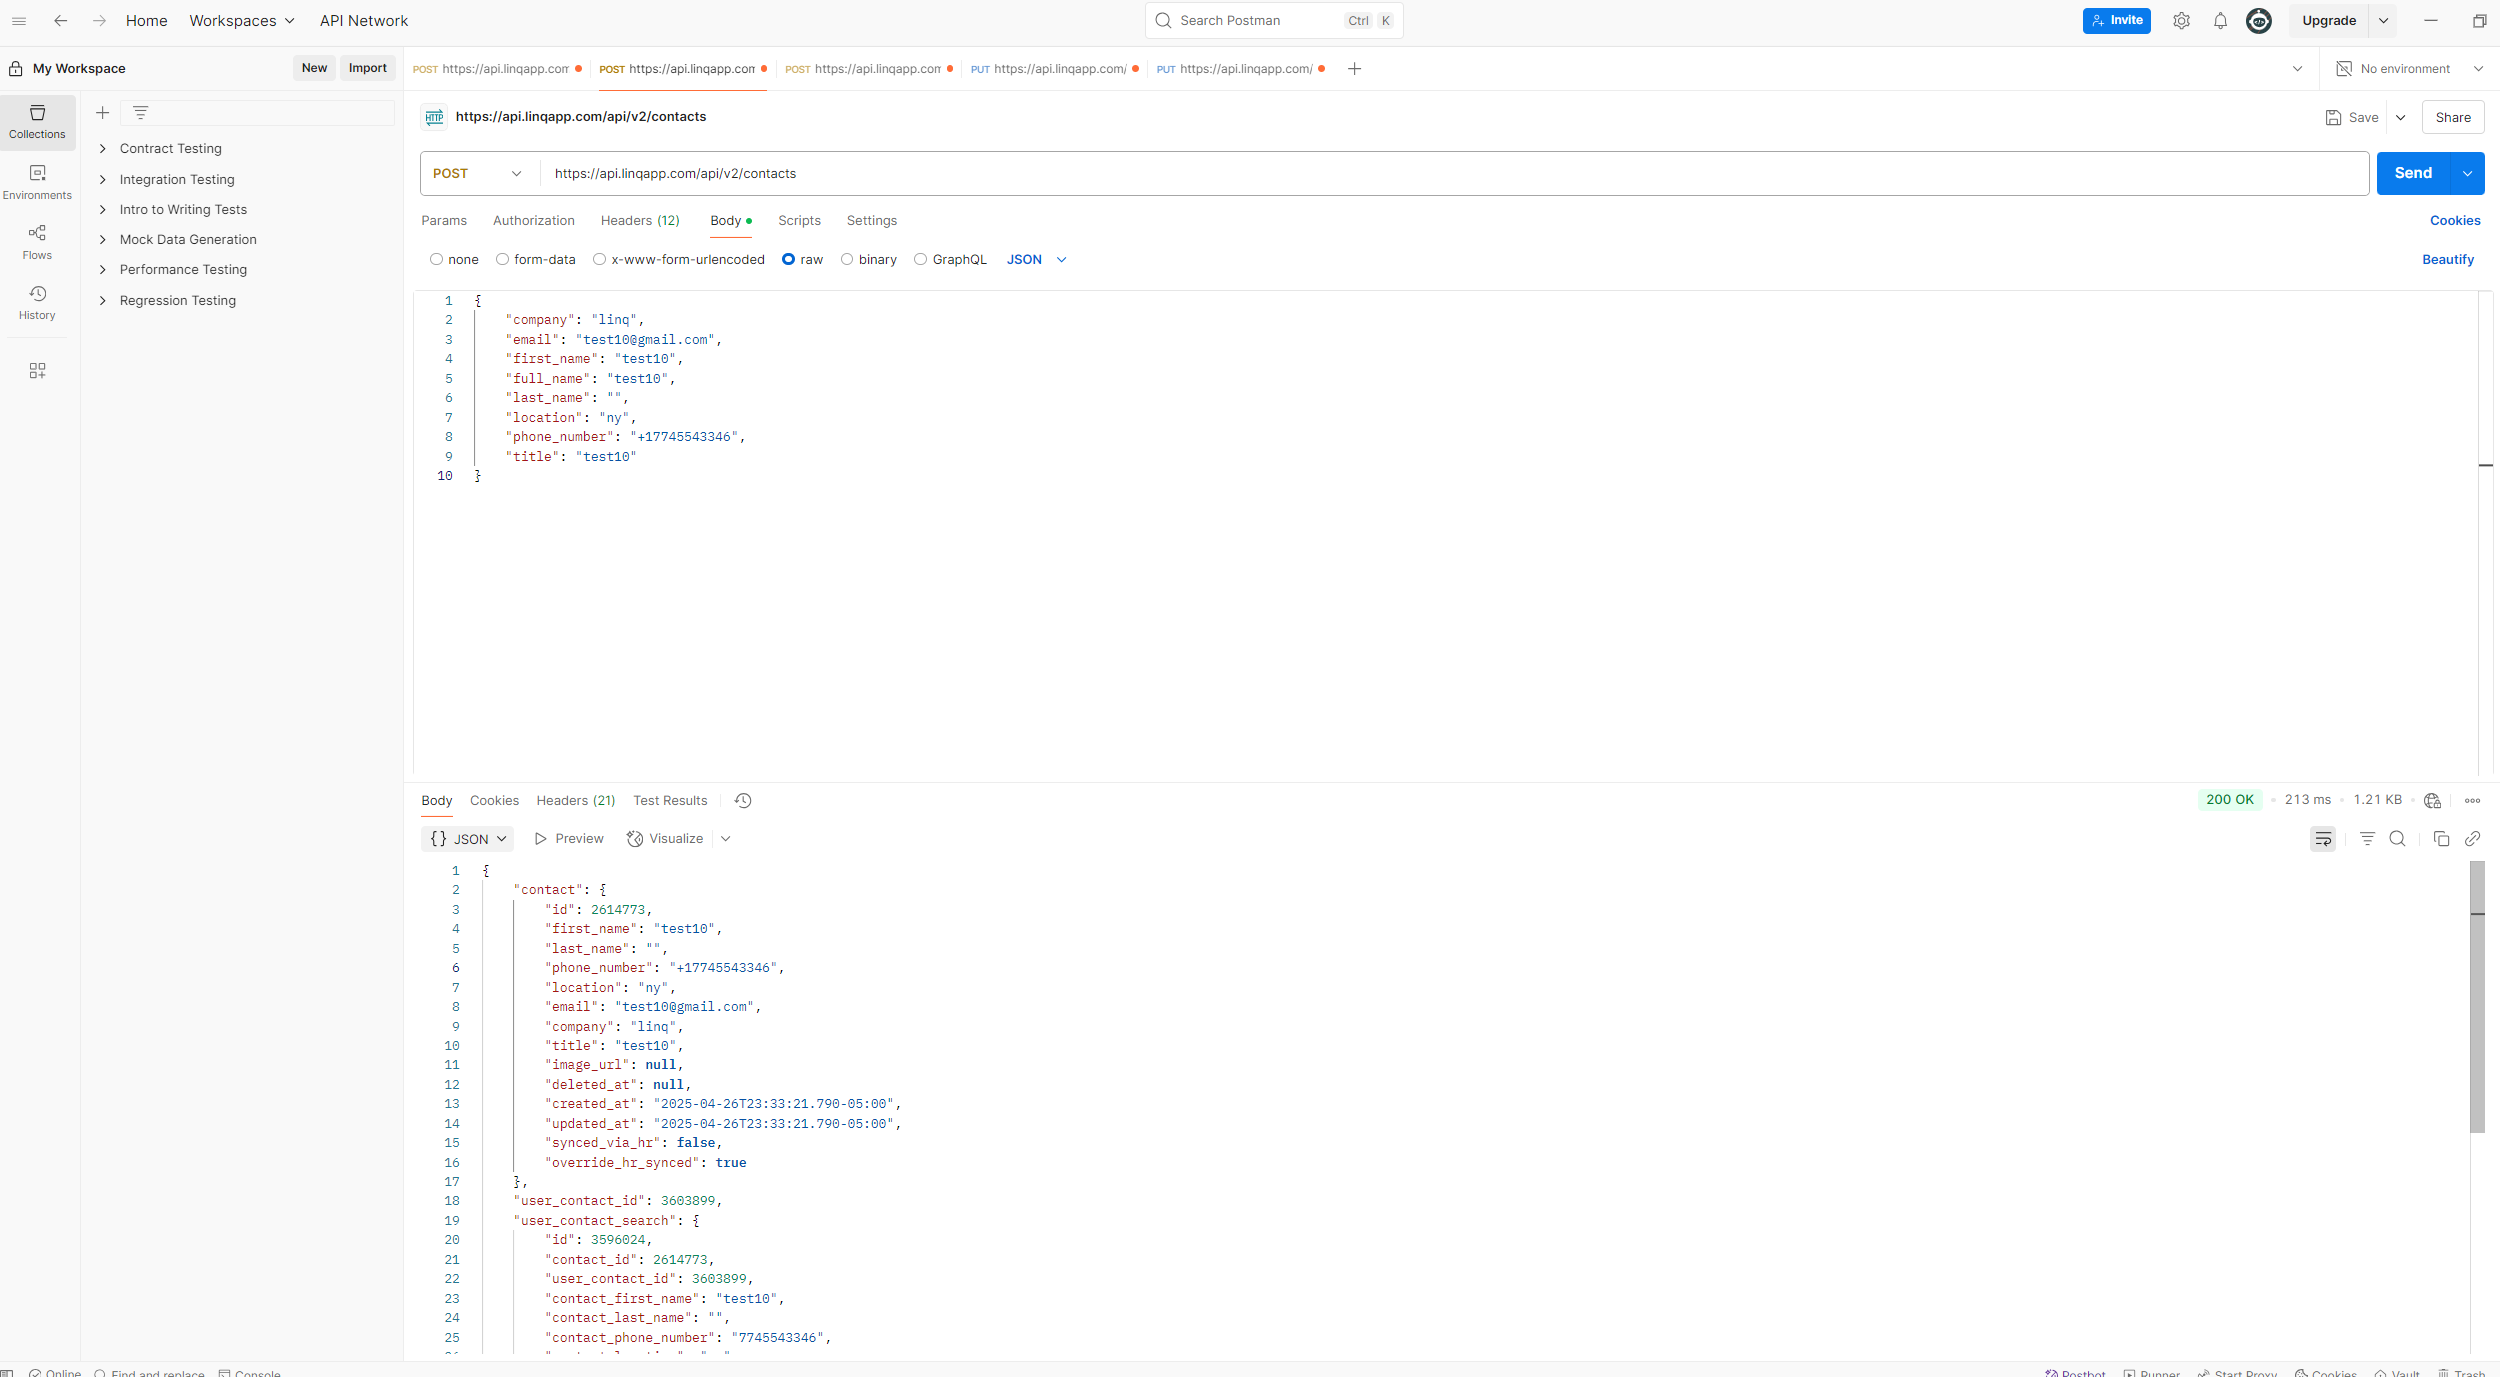 Home Workspaces API Network Search Postman Ctrl K Invite Upgrade
My Workspace New Import POST https://api.linqapp.com POST https://api.linqapp.com POST https://api.linqapp.com PUT https://api.linqapp.com/ PUT https://api.linqapp.com/ No environment
Collections
Environments
Flows
History
Contract Testing
Integration Testing
Intro to Writing Tests
Mock Data Generation
Performance Testing
Regression Testing
HTTP https://api.linqapp.com/api/v2/contacts Save Share
POST https://api.linqapp.com/api/v2/contacts Send
Params Authorization Headers (12) Body Scripts Settings Cookies
none form-data x-www-form-urlencoded raw binary GraphQL JSON Beautify
1 {
2 "company": "linq",
3 "email": "test10@gmail.com",
4 "first_name": "test10",
5 "full_name": "test10",
6 "last_name": "",
7 "location": "ny",
8 "phone_number": "+17745543346",
9 "title": "test10"
10 }
Body Cookies Headers (21) Test Results 200 OK 213 ms 1.21 KB
{} JSON Preview Visualize
1 {
2 "contact": {
3 "id": 2614773,
4 "first_name": "test10",
5 "last_name": "",
6 "phone_number": "+17745543346",
7 "location": "ny",
8 "email": "test10@gmail.com",
9 "company": "linq",
10 "title": "test10",
11 "image_url": null,
12 "deleted_at": null,
13 "created_at": "2025-04-26T23:33:21.790-05:00",
14 "updated_at": "2025-04-26T23:33:21.790-05:00",
15 "synced_via_hr": false,
16 "override_hr_synced": true
17 },
18 "user_contact_id": 3603899,
19 "user_contact_search": {
20 "id": 3596024,
21 "contact_id": 2614773,
22 "user_contact_id": 3603899,
23 "contact_first_name": "test10",
24 "contact_last_name": "",
25 "contact_phone_number": "7745543346",
Online Find and replace Console Postbot Runner Start Proxy Cookies Vault Trash